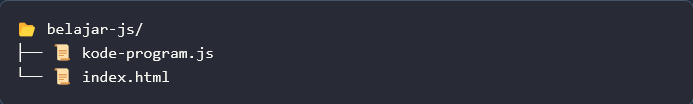 belajar-js/
├── kode-program.js
└── index.html